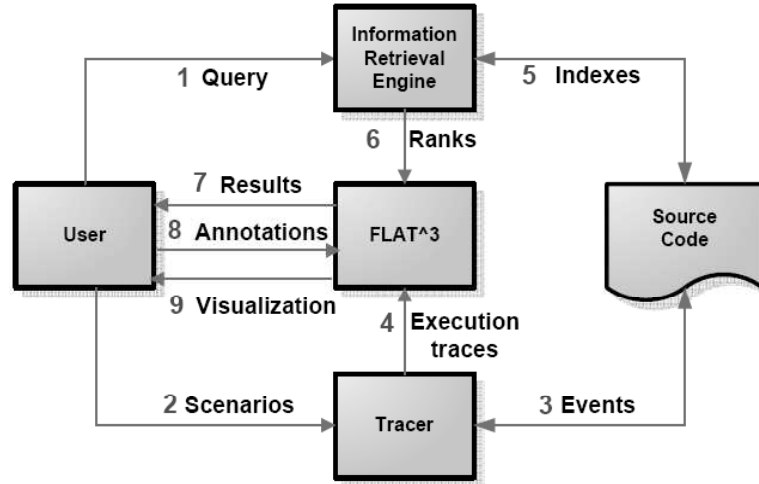 Information
Retrieval
Engine
1 Query
5 Indexes
6 Ranks
7 Results
User
8 Annotations
FLAT^3
Source
Code
9 Visualization
4 Execution
traces
2 Scenarios
Tracer
3 Events